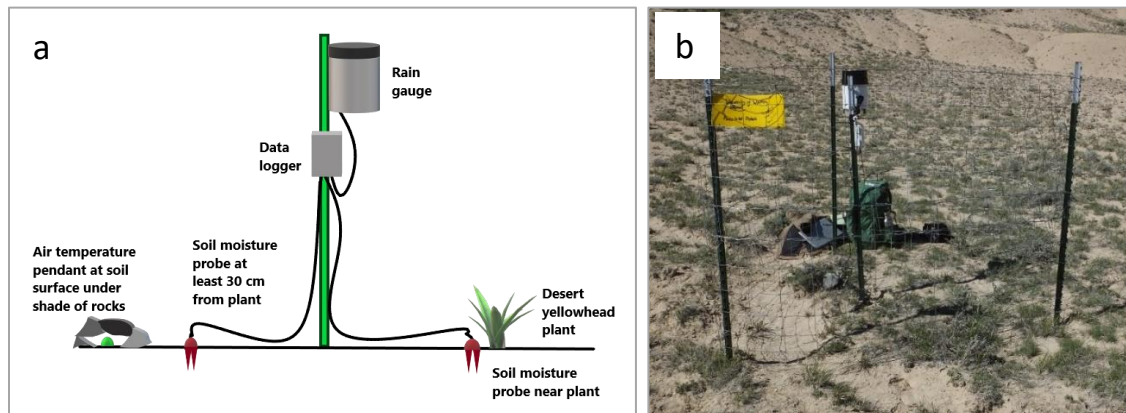 a
Rain
gauge
Data
logger
Air temperature
pendant at soil
surface under
shade of rocks
Soil moisture
probe at
least 30 cm
from plant
Desert
yellowhead
plant
Soil moisture
probe near plant
b